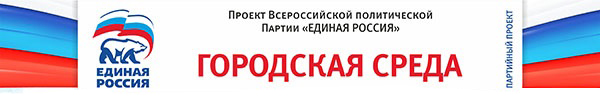 Проект Всероссийской политической
Партии «ЕДИНАЯ РОССИЯ»
ГОРОДСКАЯ СРЕДА
ЕДИНАЯ
РОССИЯ
ПАРТИЙНЫЙ ПРОЕКТ